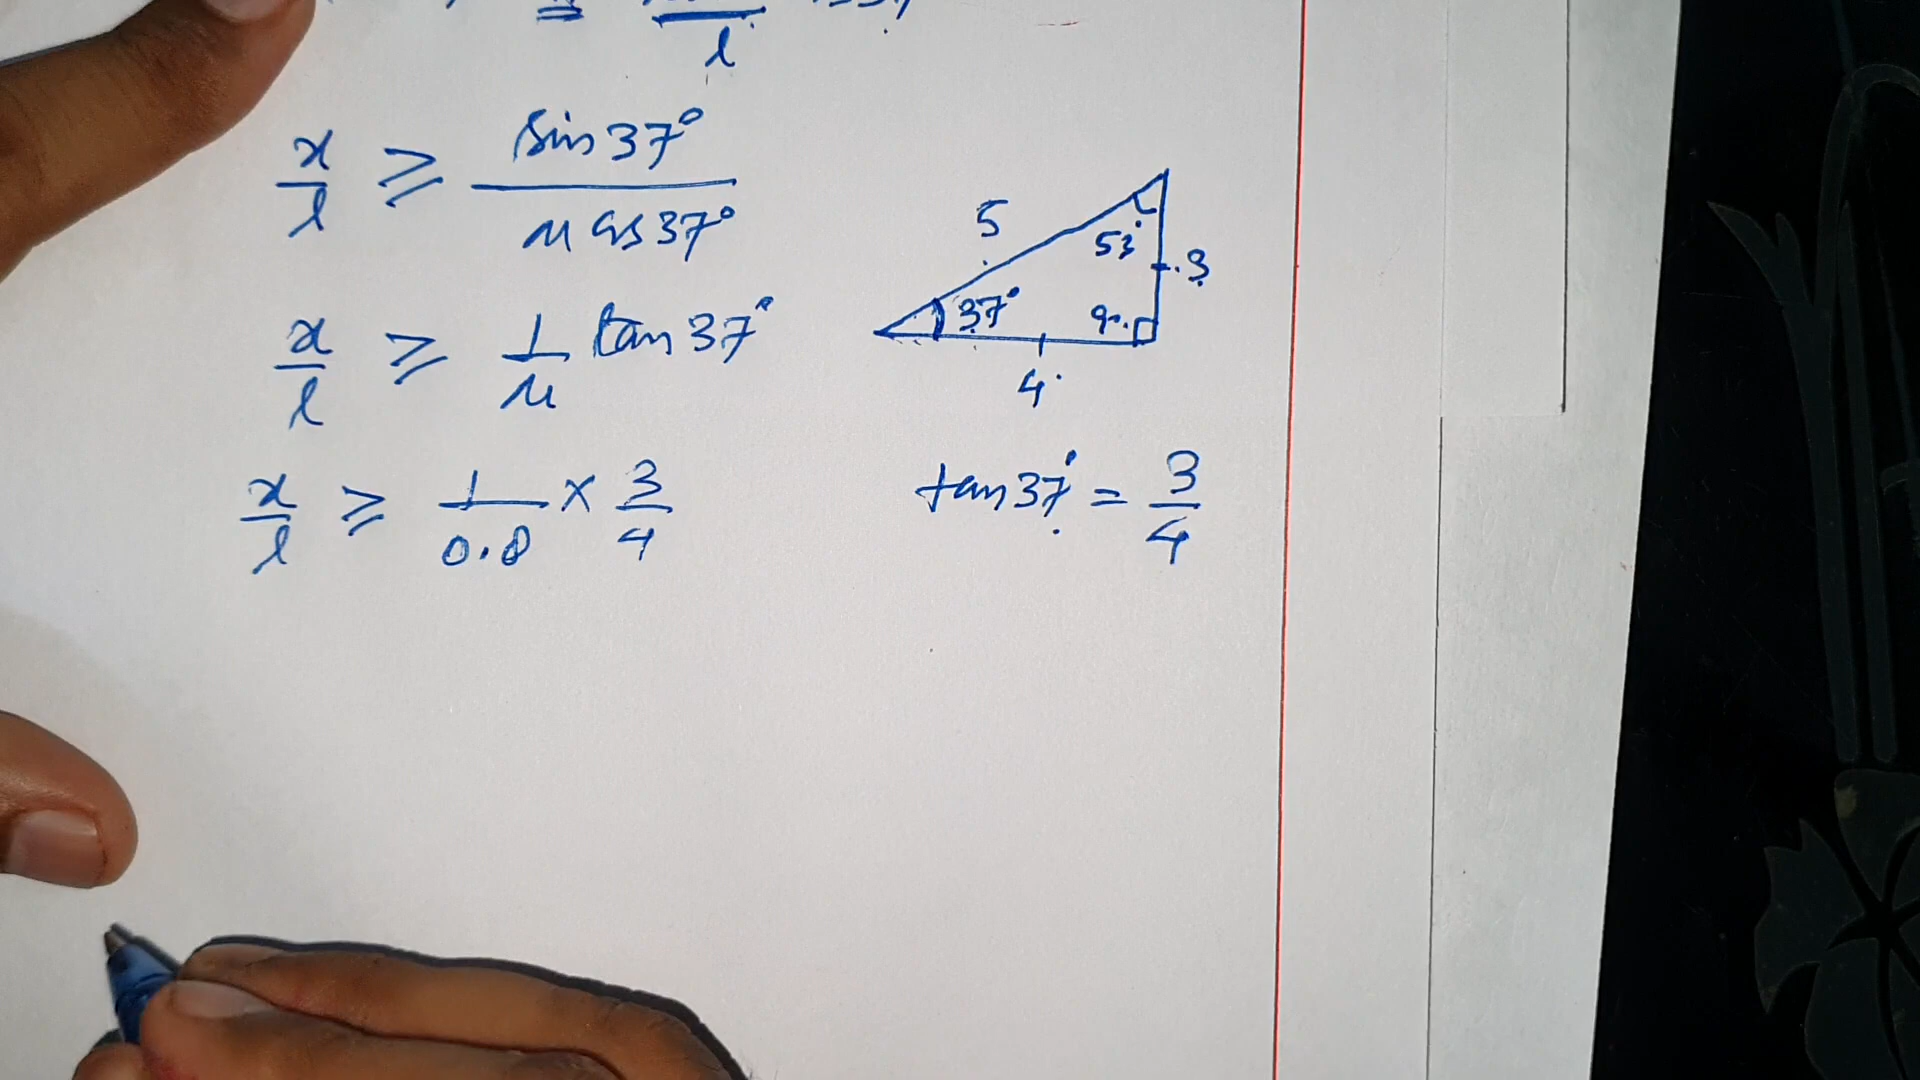 l
x/l ≥ sin 37° / μ cos 37°
x/l ≥ 1/μ tan 37°
x/l ≥ 1/0.8 × 3/4
5
53°
3
37°
90.
4
tan 37° = 3/4